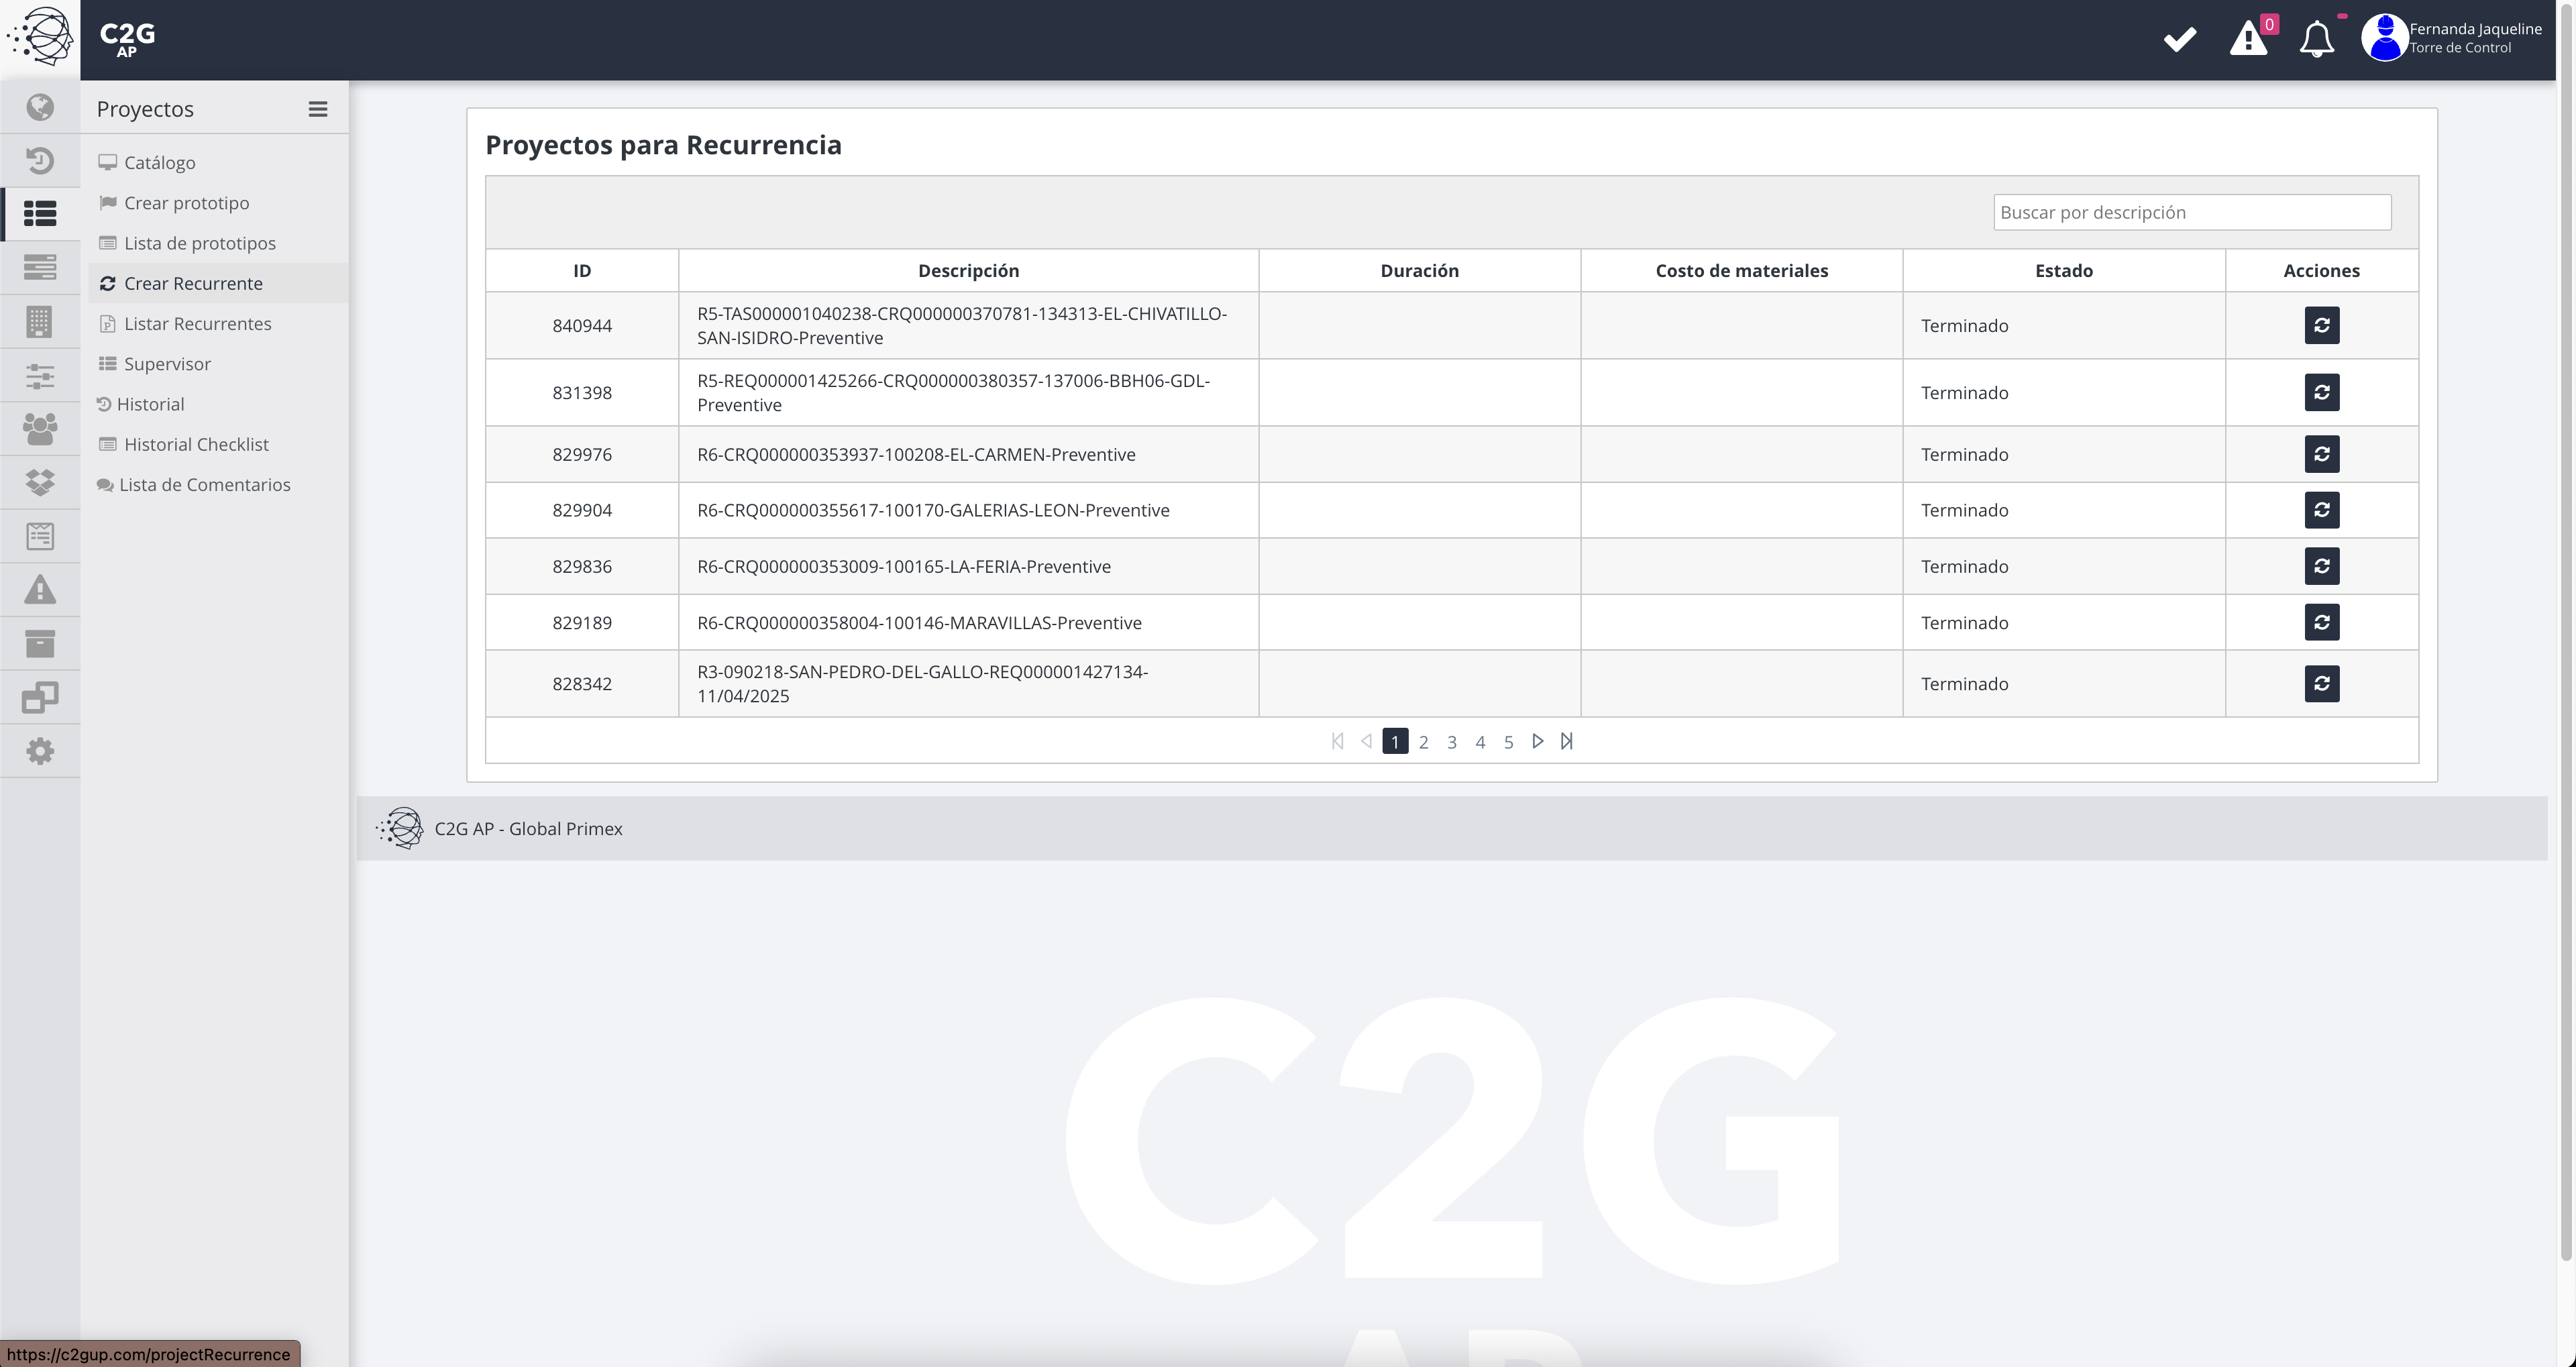 C2G
AP
0
Fernanda Jaqueline
Torre de Control
Proyectos
Catálogo
Crear prototipo
Lista de prototipos
Crear Recurrente
Listar Recurrentes
Supervisor
Historial
Historial Checklist
Lista de Comentarios
Proyectos para Recurrencia
Buscar por descripción
ID Descripción Duración Costo de materiales Estado Acciones
840944 R5-TAS000001040238-CRQ000000370781-134313-EL-CHIVATILLO-
SAN-ISIDRO-Preventive Terminado
831398 R5-REQ000001425266-CRQ000000380357-137006-BBH06-GDL-
Preventive Terminado
829976 R6-CRQ000000353937-100208-EL-CARMEN-Preventive Terminado
829904 R6-CRQ000000355617-100170-GALERIAS-LEON-Preventive Terminado
829836 R6-CRQ000000353009-100165-LA-FERIA-Preventive Terminado
829189 R6-CRQ000000358004-100146-MARAVILLAS-Preventive Terminado
828342 R3-090218-SAN-PEDRO-DEL-GALLO-REQ000001427134-
11/04/2025 Terminado
1 2 3 4 5
C2G AP - Global Primex
C2G
AP
https://c2gup.com/projectRecurrence